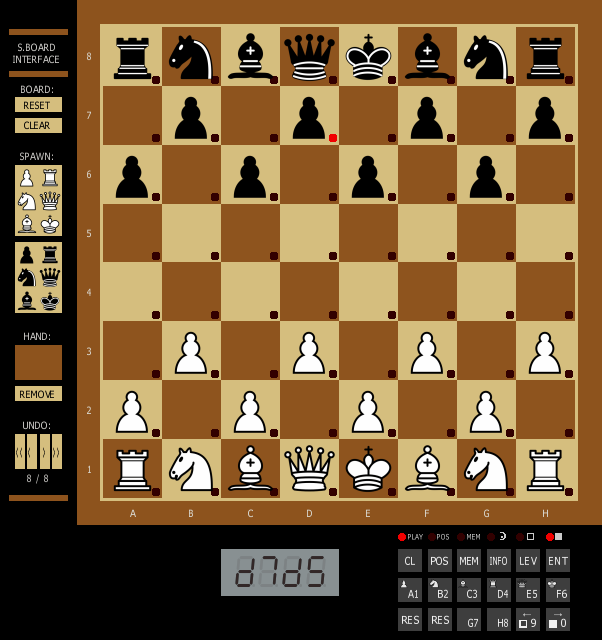 S.BOARD
INTERFACE
BOARD:
RESET
CLEAR
SPAWN:
HAND:
REMOVE
UNDO:
8 / 8
8
7
6
5
4
3
2
1
A B C D E F G H
d7d5
PLAY POS MEM
CL POS MEM INFO LEV ENT
A1 B2 C3 D4 E5 F6
RES RES G7 H8 9 0